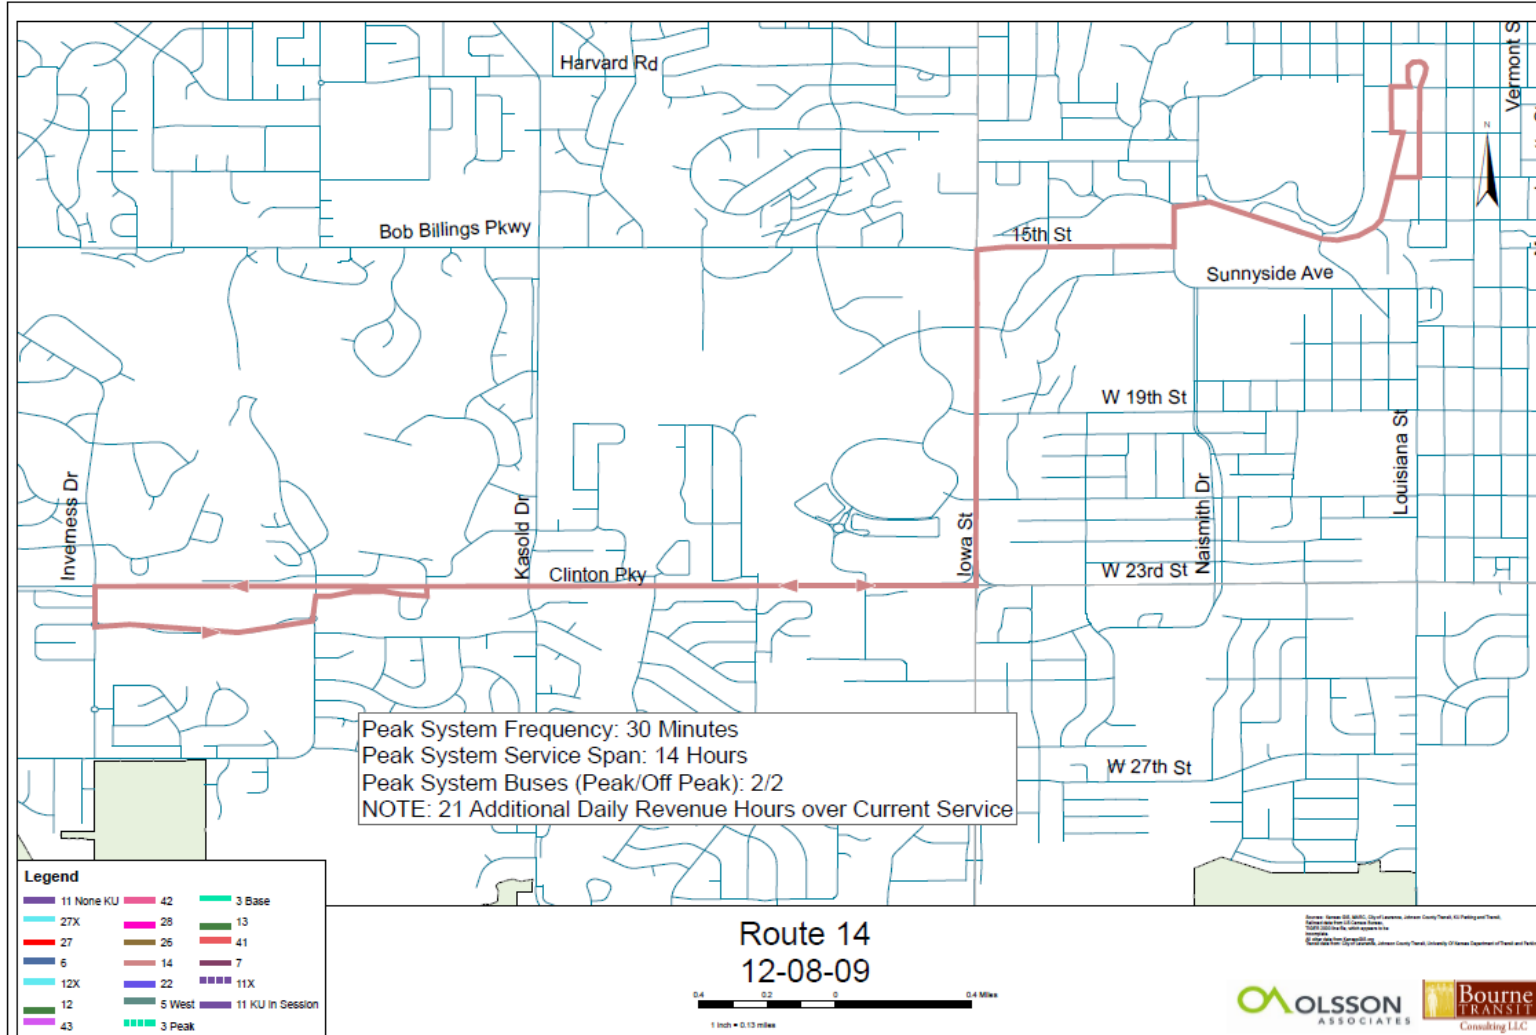 Harvard Rd
Vermont S
N
Bob Billings Pkwy
15th St
Sunnyside Ave
W 19th St
Inverness Dr
Kasold Dr
Iowa St
Naismith Dr
Louisiana St
Clinton Pky
W 23rd St
Peak System Frequency: 30 Minutes
Peak System Service Span: 14 Hours
Peak System Buses (Peak/Off Peak): 2/2
NOTE: 21 Additional Daily Revenue Hours over Current Service
W 27th St
Legend
11 None KU
42
3 Base
27X
28
13
27
26
41
6
14
7
12X
22
11X
12
5 West
11 KU In Session
43
3 Peak
Route 14
12-08-09
0.4
0.2
0
0.4 Miles
1 inch = 0.13 miles
OLSSON
ASSOCIATES
Bourne
TRANSIT
Consulting LLC